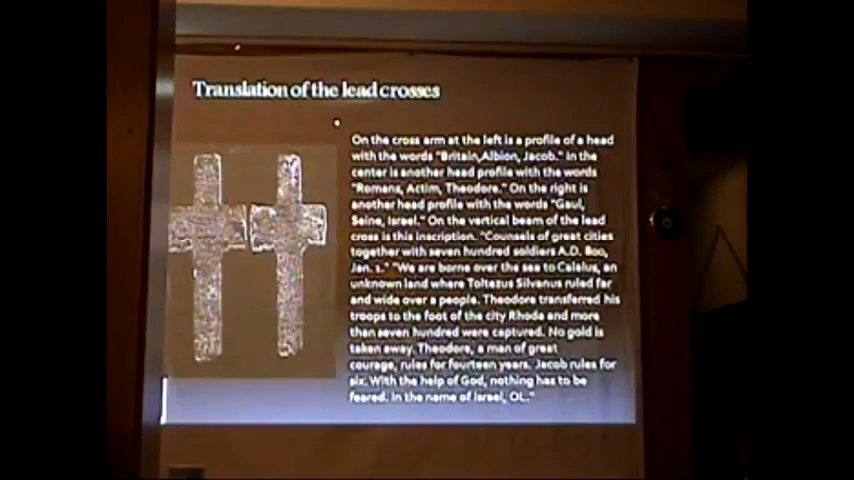 Translation of the lead crosses
On the cross arm at the left is a profile of a head
with the words "Britain,Albion, Jacob." In the
center is another head profile with the words
"Romans, Actim, Theodore." On the right is
another head profile with the words "Gaul,
Seine, Israel." On the vertical beam of the lead
cross is this inscription. "Counsels of great cities
together with seven hundred soldiers A.D. 800,
Jan. 1." "We are borne over the sea to Calalus, an
unknown land where Toltezus Silvanus ruled far
and wide over a people. Theodore transferred his
troops to the foot of the city Rhoda and more
than seven hundred were captured. No gold is
taken away. Theodore, a man of great
courage, rules for fourteen years. Jacob rules for
six. With the help of God, nothing has to be
feared. In the name of Israel, OL."